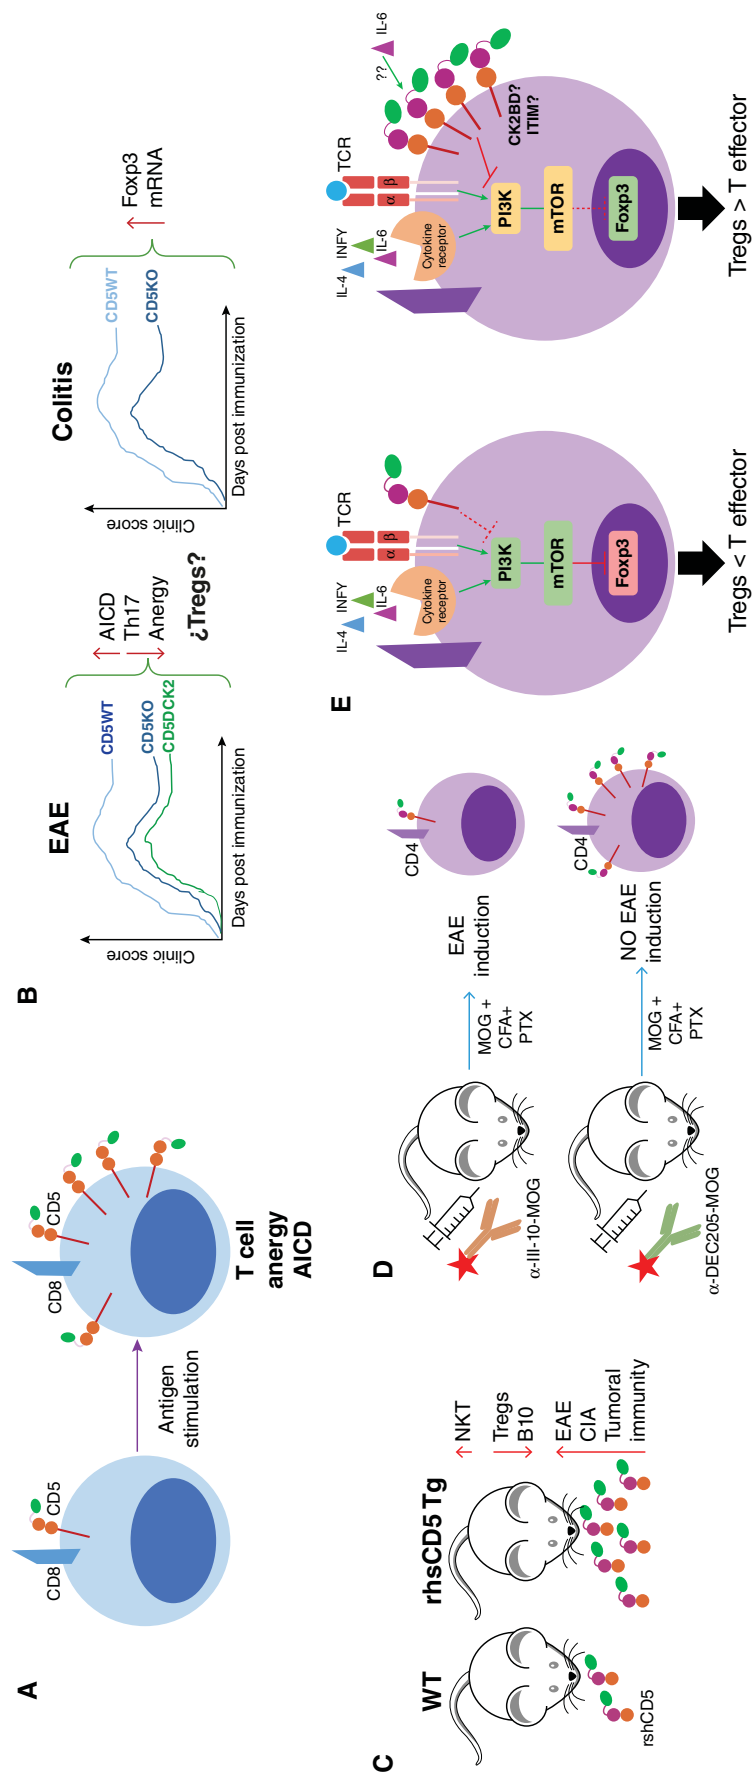 A
CD8
CD5
Antigen
stimulation
CD8
CD5
T cell
anergy
AICD
B
EAE
Clinic score
Days post immunization
CD5WT
CD5KO
CD5DCK2
AICD
Th17
Anergy
¿Tregs?
Colitis
Clinic score
Days post immunization
CD5WT
CD5KO
Foxp3
mRNA
C
WT
rshCD5
rhsCD5 Tg
NKT
Tregs
B10
EAE
CIA
Tumoral
immunity
D
α-III-10-MOG
MOG +
CFA+
PTX
EAE
induction
CD4
α-DEC205-MOG
MOG +
CFA+
PTX
NO EAE
induction
CD4
E
IL-4
INFY
IL-6
Cytokine
receptor
TCR
α
β
PI3K
mTOR
Foxp3
Tregs < T effector
IL-4
INFY
IL-6
Cytokine
receptor
TCR
α
β
??
IL-6
CK2BD?
ITIM?
PI3K
mTOR
Foxp3
Tregs > T effector